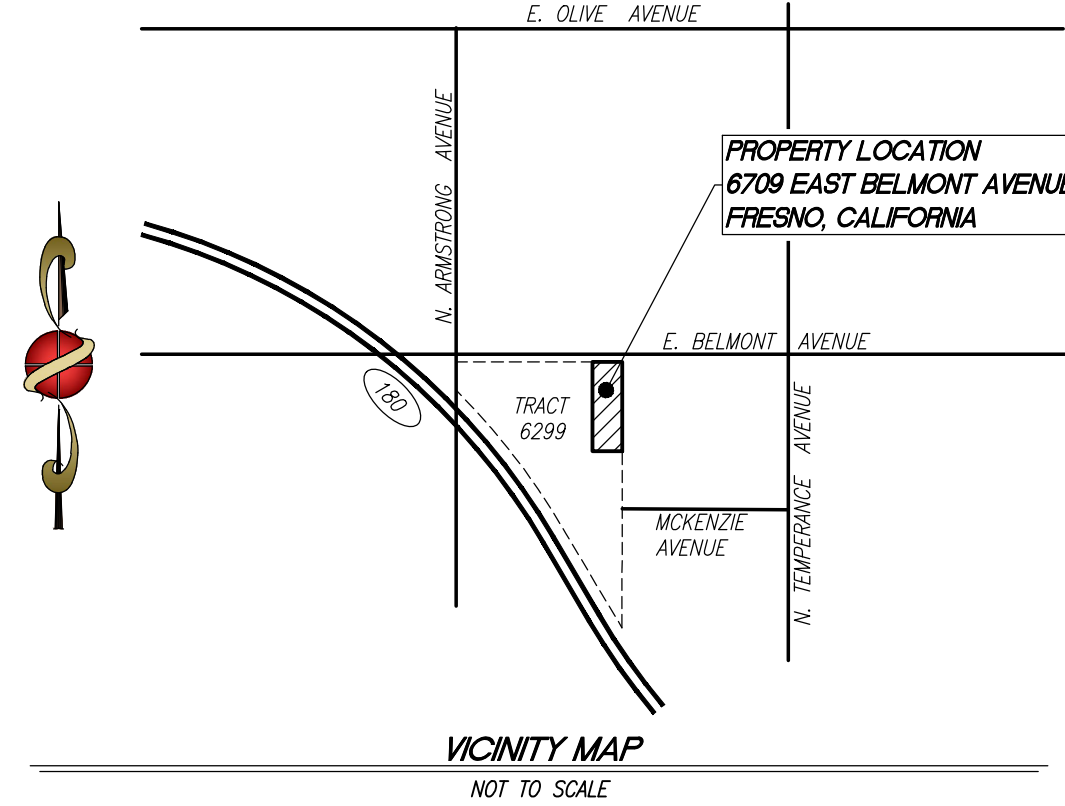 E. OLIVE AVENUE
N. ARMSTRONG AVENUE
PROPERTY LOCATION
6709 EAST BELMONT AVENUE
FRESNO, CALIFORNIA
E. BELMONT AVENUE
180
TRACT
6299
N. TEMPERANCE AVENUE
MCKENZIE
AVENUE
VICINITY MAP
NOT TO SCALE